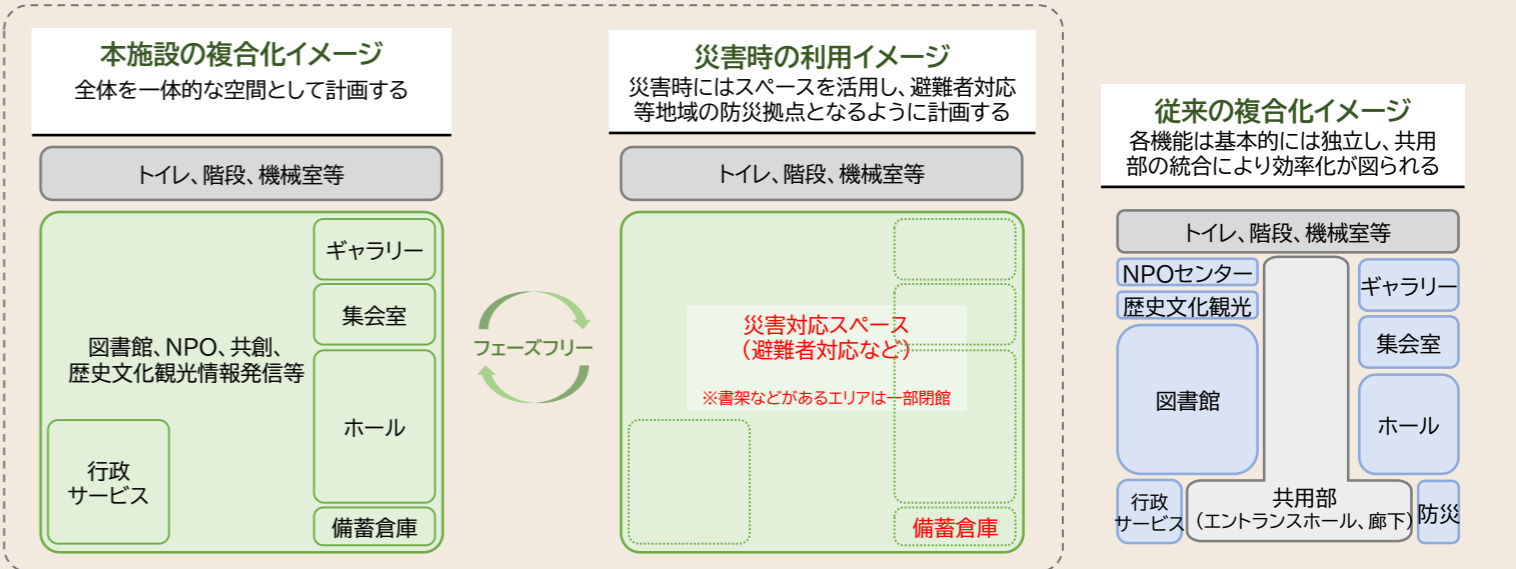 本施設の複合化イメージ
全体を一体的な空間として計画する
トイレ、階段、機械室等
ギャラリー
集会室
図書館、NPO、共創、
歴史文化観光情報発信等
ホール
行政
サービス
備蓄倉庫
フェーズフリー
災害時の利用イメージ
災害時にはスペースを活用し、避難者対応
等地域の防災拠点となるように計画する
トイレ、階段、機械室等
災害対応スペース
（避難者対応など）
※書架などがあるエリアは一部閉館
備蓄倉庫
従来の複合化イメージ
各機能は基本的には独立し、共用
部の統合により効率化が図られる
トイレ、階段、機械室等
NPOセンター
歴史文化観光
図書館
行政
サービス
共用部
（エントランスホール、廊下）
ギャラリー
集会室
ホール
防災